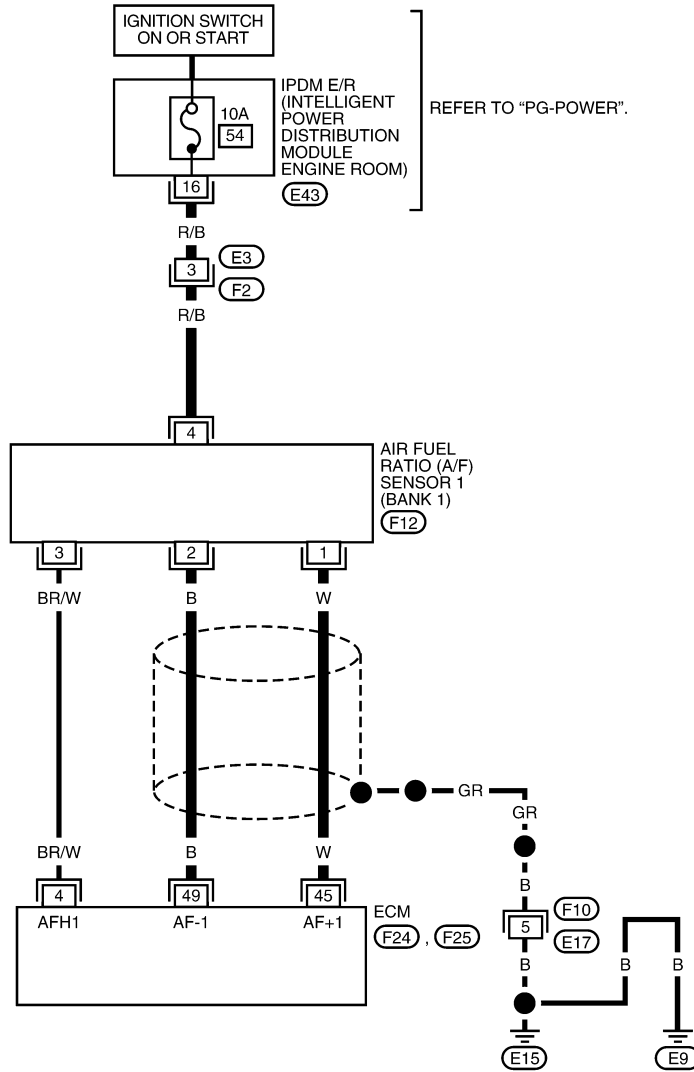 IGNITION SWITCH
ON OR START
IPDM E/R
(INTELLIGENT
POWER
DISTRIBUTION
MODULE
ENGINE ROOM)
REFER TO “PG-POWER”.
10A
54
16
E43
R/B
3
E3
F2
R/B
4
AIR FUEL
RATIO (A/F)
SENSOR 1
(BANK 1)
F12
3
2
1
BR/W
B
W
GR
GR
BR/W
B
W
B
4
49
45
ECM
F24 , F25
AFH1
AF-1
AF+1
5
F10
E17
B
B
B
E15
E9